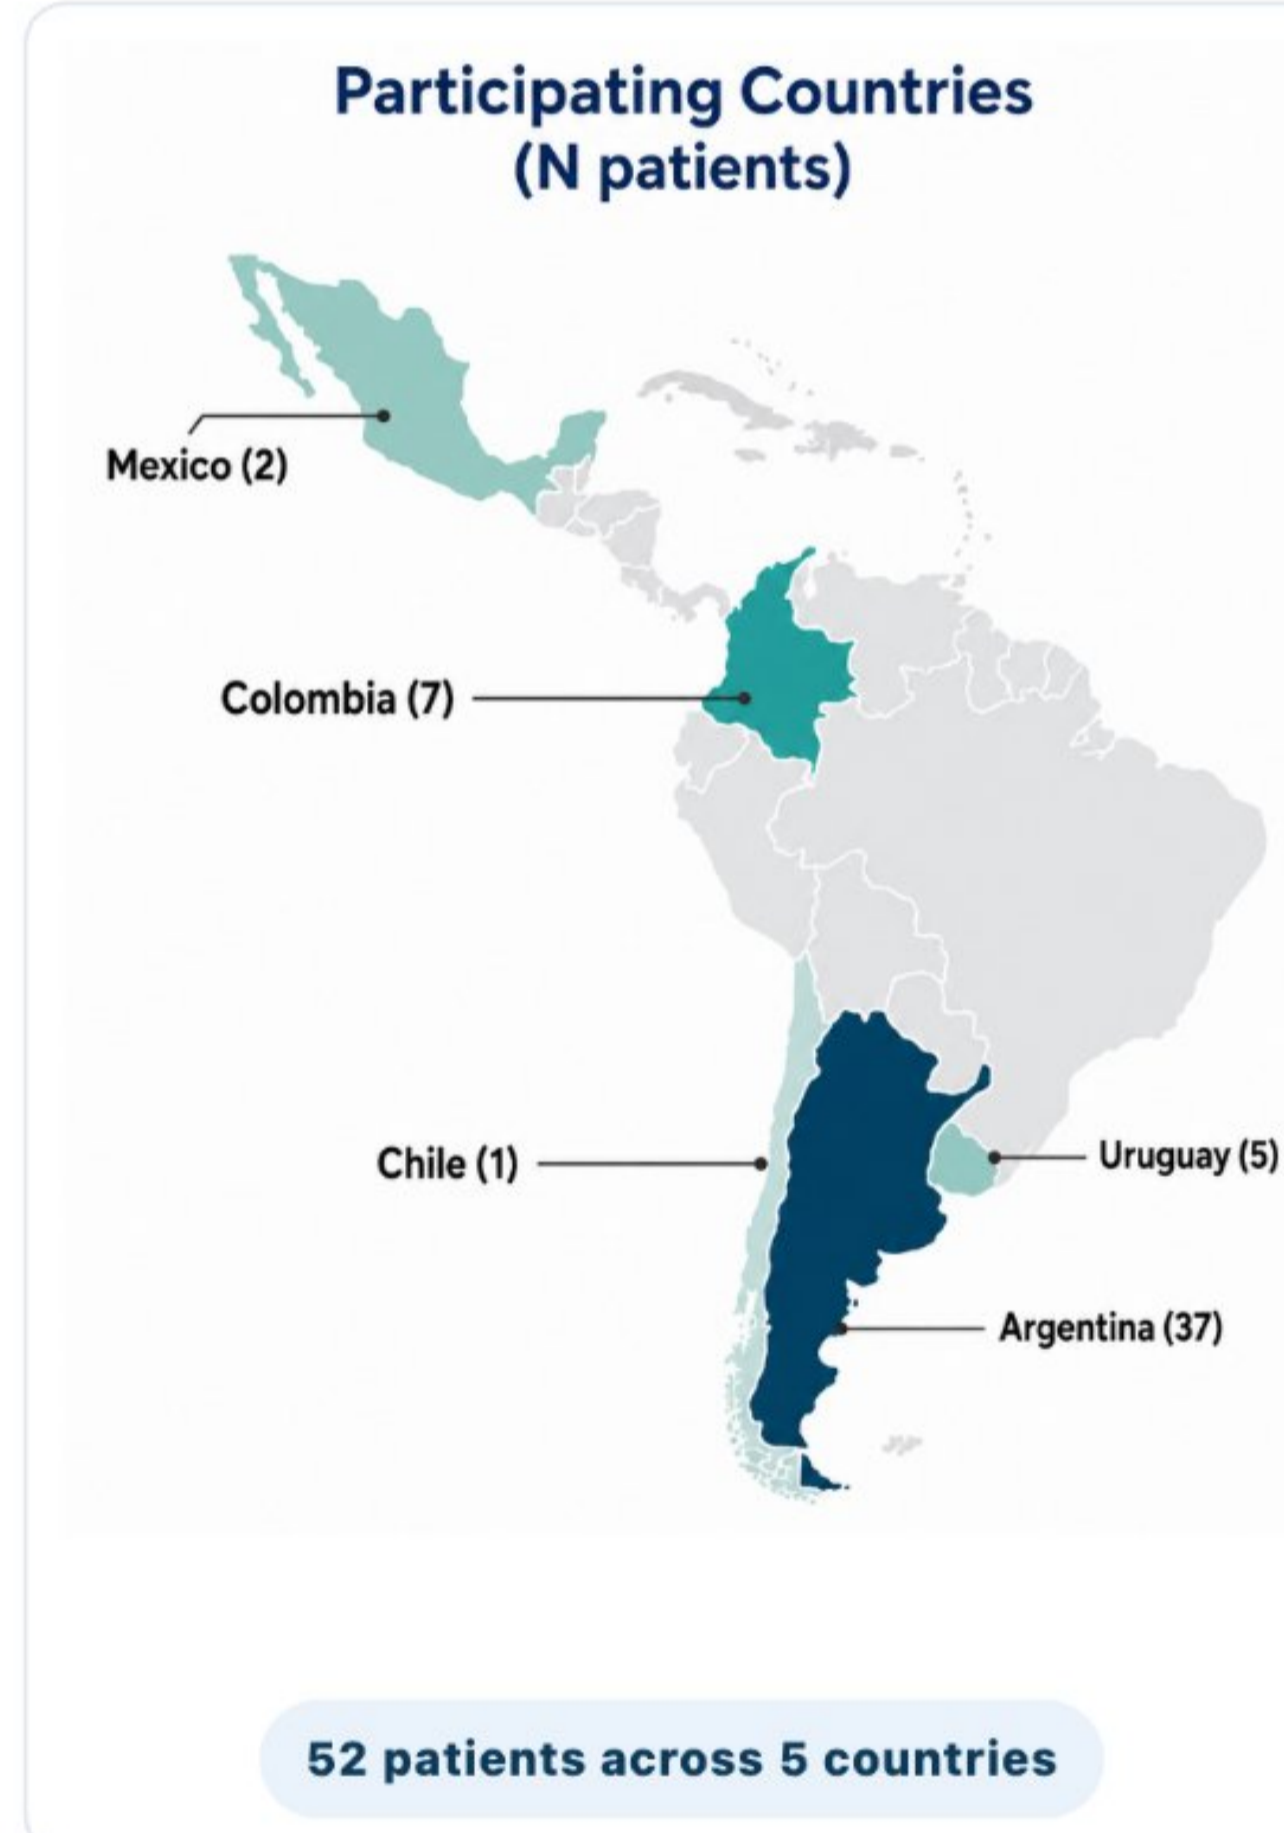 Participating Countries
(N patients)
Mexico (2)
Colombia (7)
Chile (1)
Uruguay (5)
Argentina (37)
52 patients across 5 countries